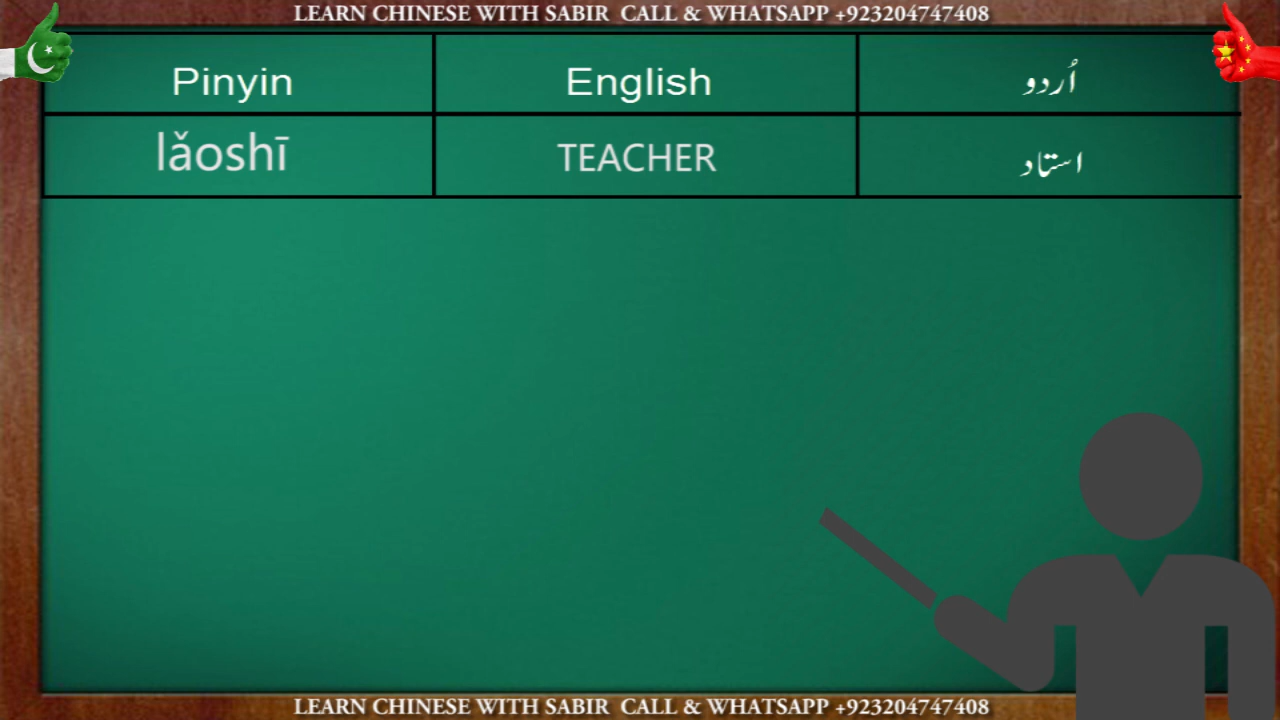 LEARN CHINESE WITH SABIR CALL & WHATSAPP +923204747408
Pinyin English اُردو
lǎoshī TEACHER استاد
LEARN CHINESE WITH SABIR CALL & WHATSAPP +923204747408